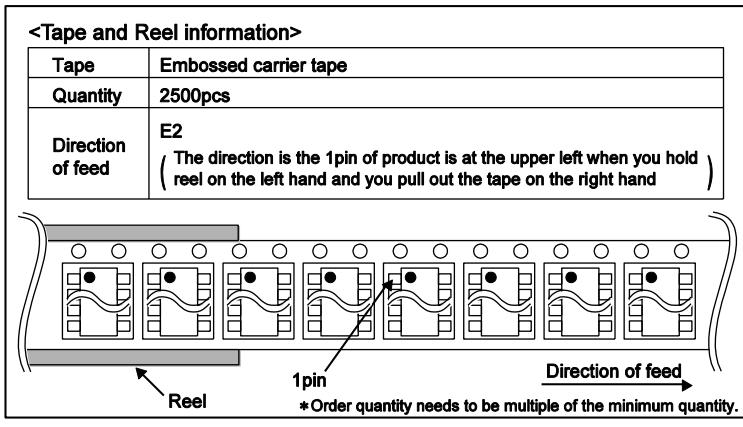 <Tape and Reel information>
Tape Embossed carrier tape
Quantity 2500pcs
Direction of feed
E2
( The direction is the 1pin of product is at the upper left when you hold
reel on the left hand and you pull out the tape on the right hand )
1pin
Direction of feed
Reel
*Order quantity needs to be multiple of the minimum quantity.